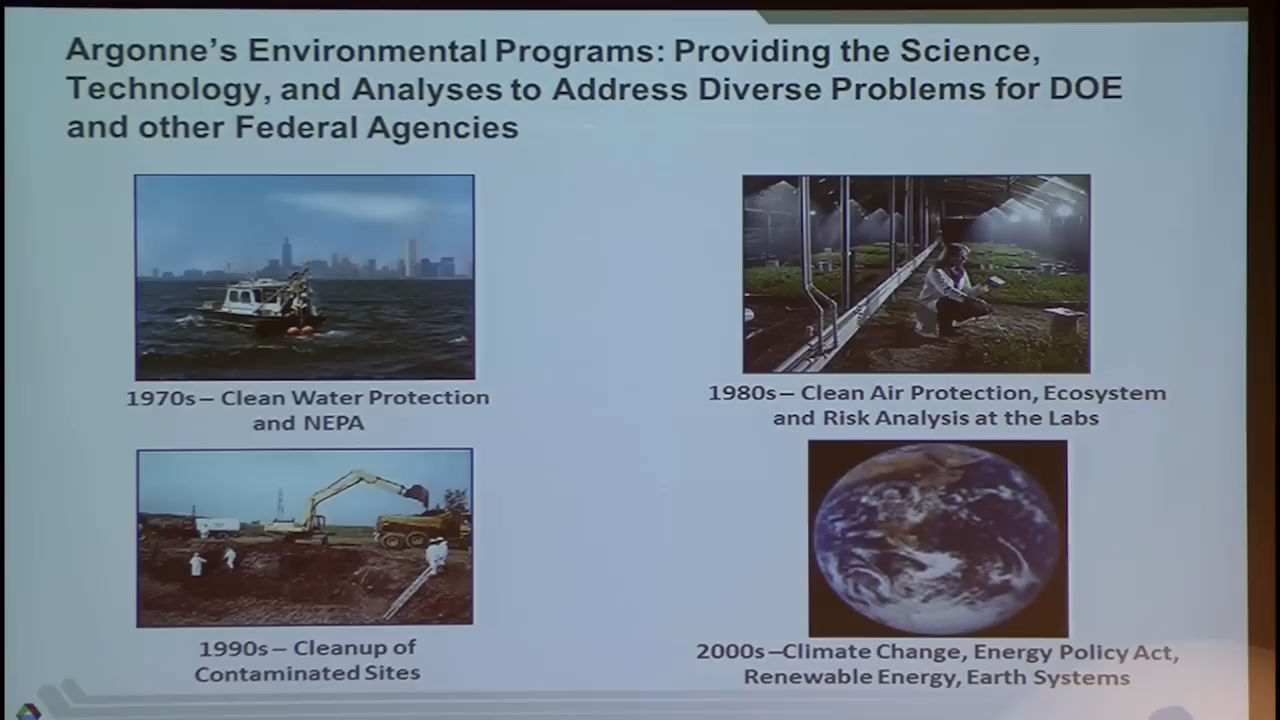 Argonne's Environmental Programs: Providing the Science,
Technology, and Analyses to Address Diverse Problems for DOE
and other Federal Agencies
1970s – Clean Water Protection
and NEPA
1980s – Clean Air Protection, Ecosystem
and Risk Analysis at the Labs
1990s – Cleanup of
Contaminated Sites
2000s –Climate Change, Energy Policy Act,
Renewable Energy, Earth Systems